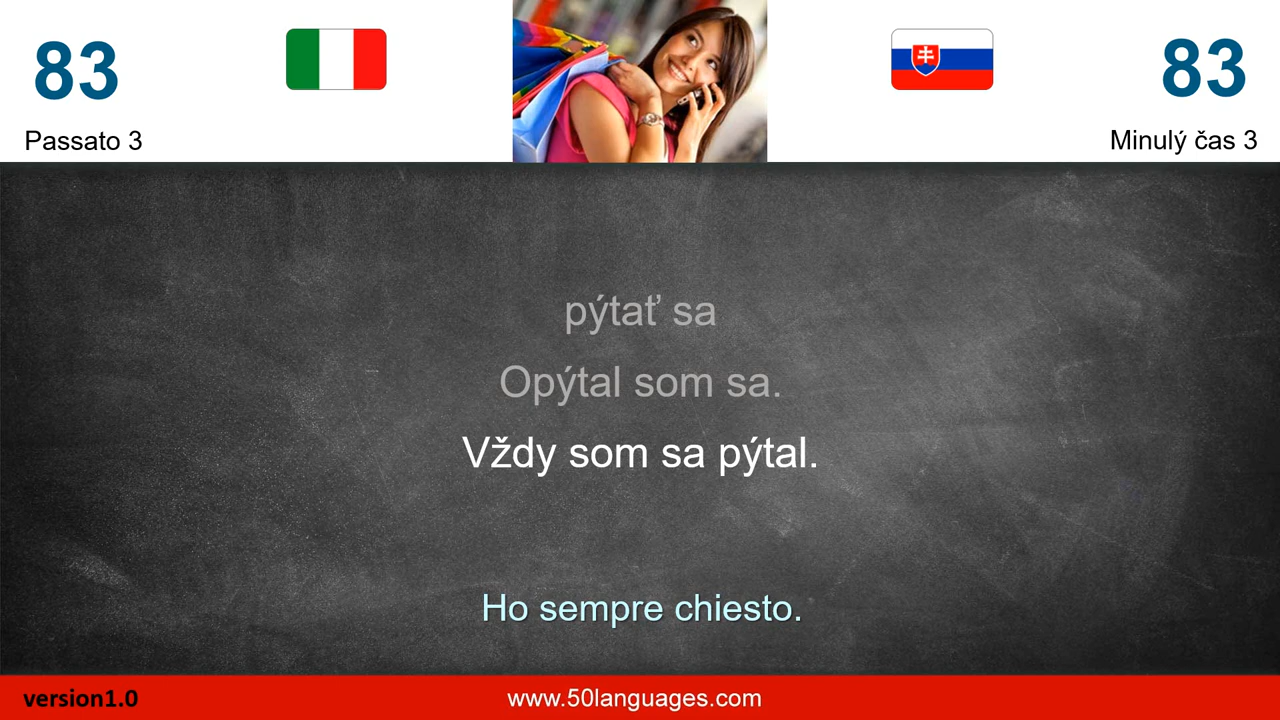 83
83
Passato 3
Minulý čas 3
pýtať sa
Opýtal som sa.
Vždy som sa pýtal.
Ho sempre chiesto.
version1.0
www.50languages.com